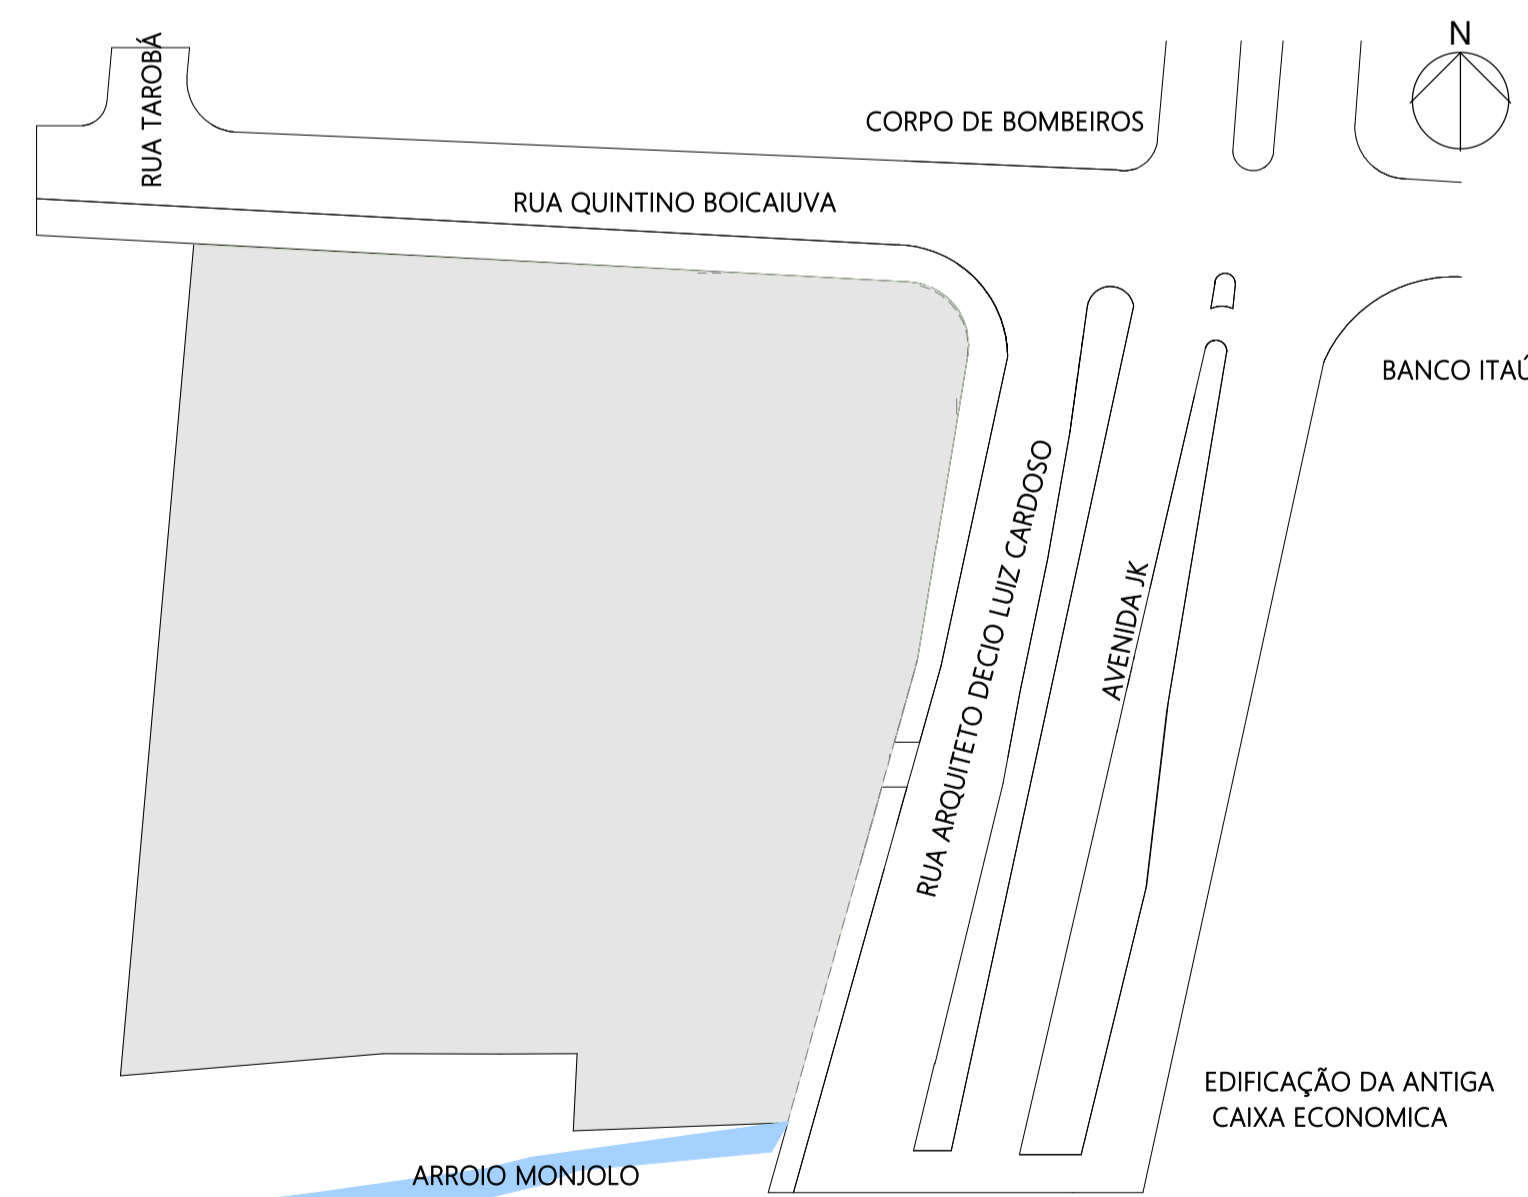 N
RUA TAROBÁ
CORPO DE BOMBEIROS
RUA QUINTINO BOICAIUVA
BANCO ITAÚ
RUA ARQUITETO DECIO LUIZ CARDOSO
AVENIDA JK
EDIFICAÇÃO DA ANTIGA
CAIXA ECONOMICA
ARROIO MONJOLO